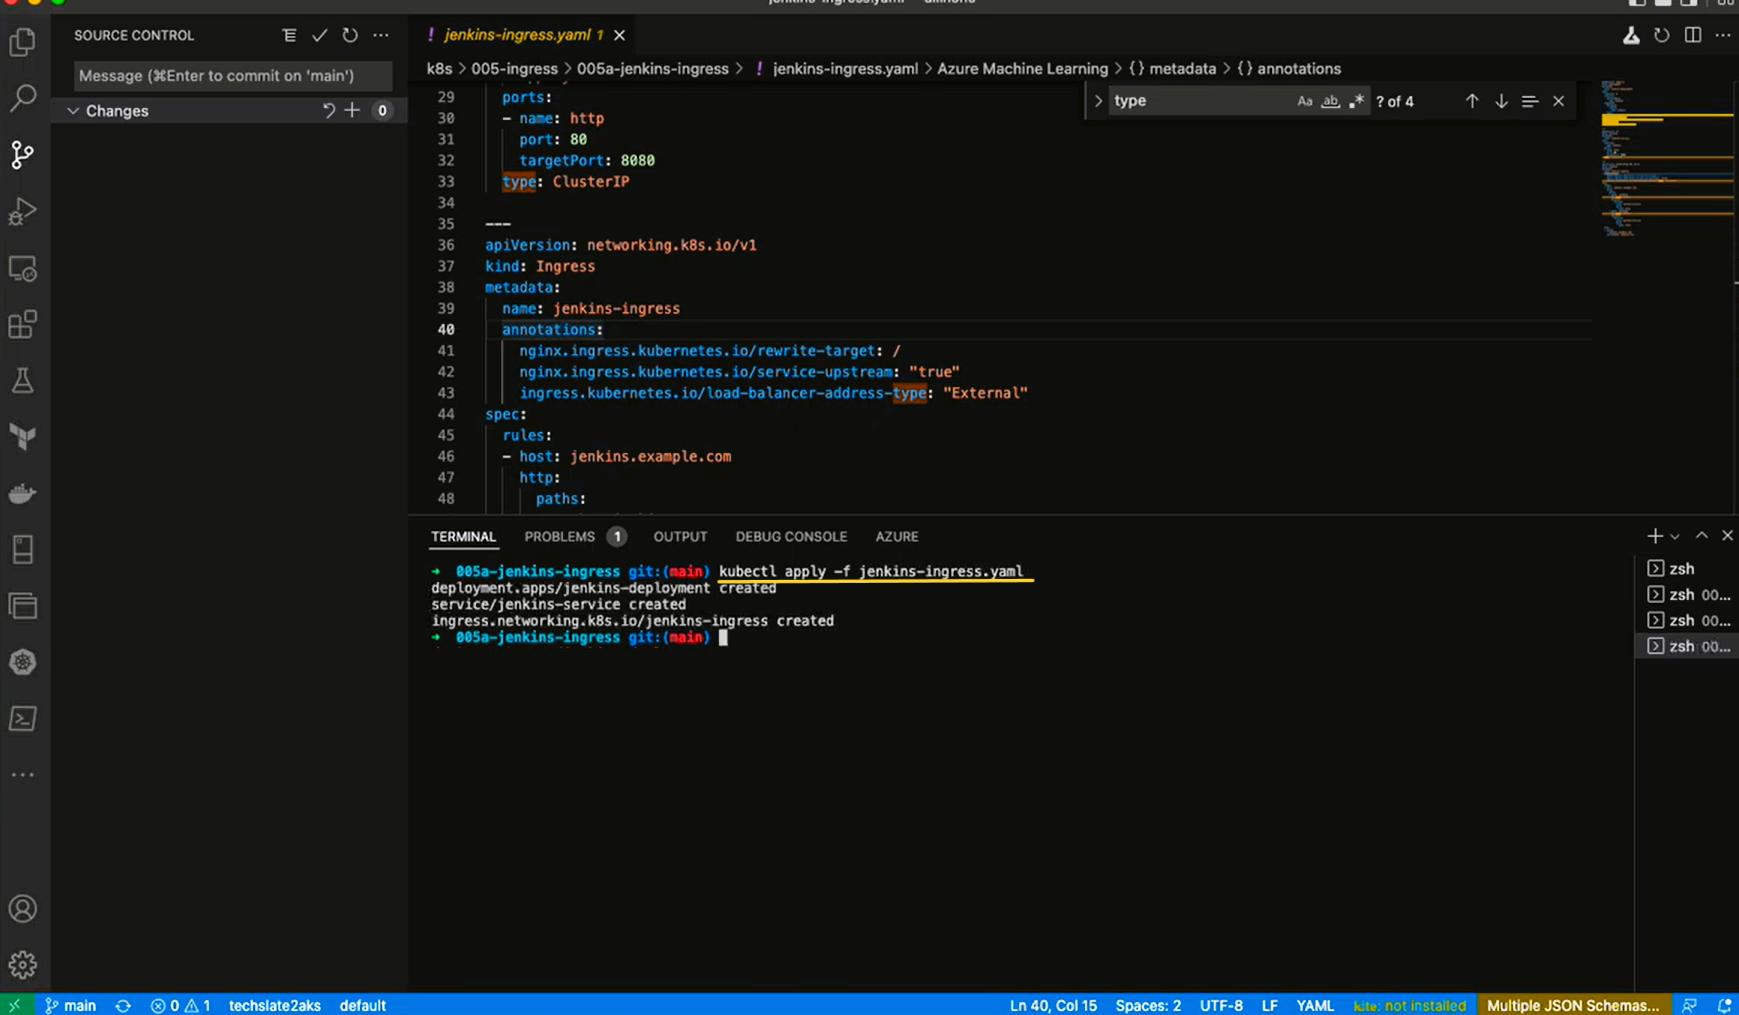 SOURCE CONTROL
Message (⌘Enter to commit on 'main')
Changes
0
jenkins-ingress.yaml 1
k8s > 005-ingress > 005a-jenkins-ingress > ! jenkins-ingress.yaml > Azure Machine Learning > {} metadata > {} annotations
type
Aa
ab
? of 4
29 ports:
30 - name: http
31 port: 80
32 targetPort: 8080
33 type: ClusterIP
34
35 ---
36 apiVersion: networking.k8s.io/v1
37 kind: Ingress
38 metadata:
39 name: jenkins-ingress
40 annotations:
41 nginx.ingress.kubernetes.io/rewrite-target: /
42 nginx.ingress.kubernetes.io/service-upstream: "true"
43 ingress.kubernetes.io/load-balancer-address-type: "External"
44 spec:
45 rules:
46 - host: jenkins.example.com
47 http:
48 paths:
TERMINAL PROBLEMS 1 OUTPUT DEBUG CONSOLE AZURE
→ 005a-jenkins-ingress git:(main) kubectl apply -f jenkins-ingress.yaml
deployment.apps/jenkins-deployment created
service/jenkins-service created
ingress.networking.k8s.io/jenkins-ingress created
→ 005a-jenkins-ingress git:(main)
zsh
zsh 00...
zsh 00...
zsh 00...
main 0 1 techslate2aks default Ln 40, Col 15 Spaces: 2 UTF-8 LF YAML kite: not installed Multiple JSON Schemas...